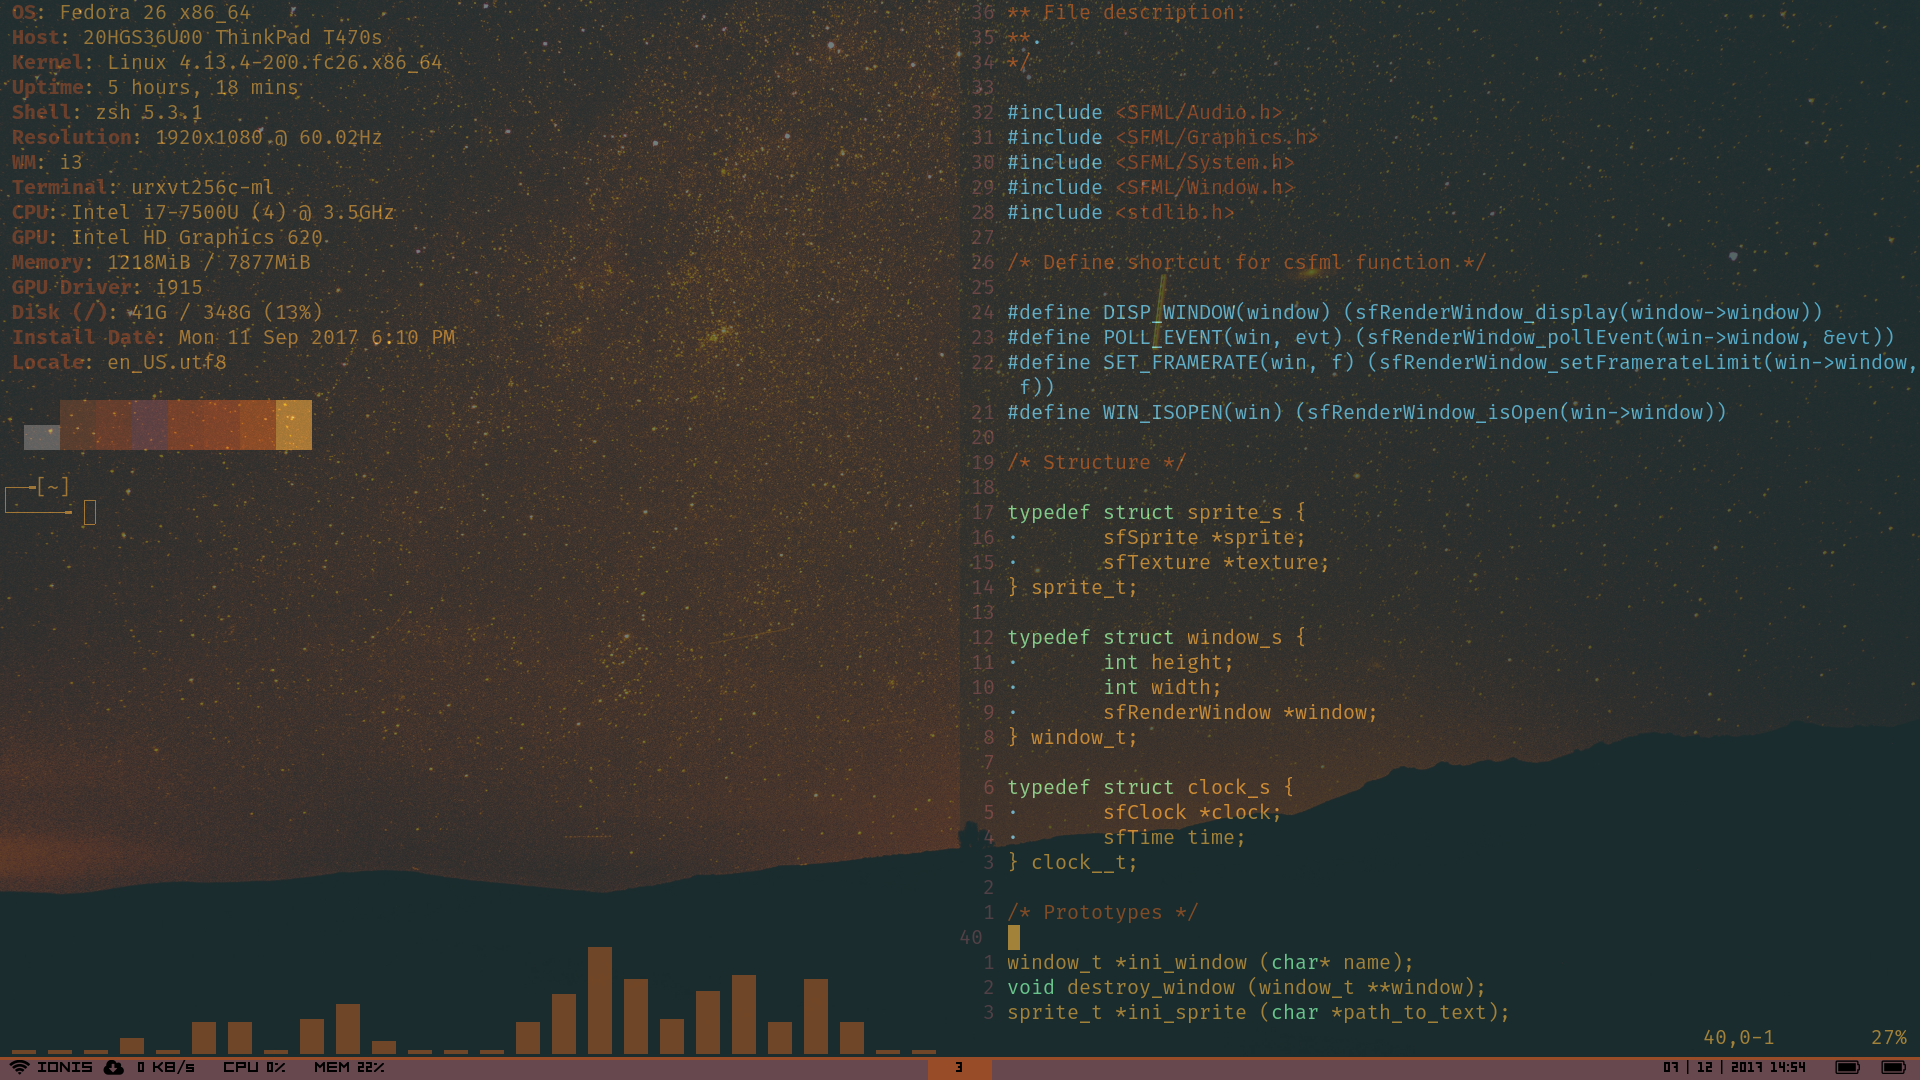 OS: Fedora 26 x86_64
Host: 20HGS36U00 ThinkPad T470s
Kernel: Linux 4.13.4-200.fc26.x86_64
Uptime: 5 hours, 18 mins
Shell: zsh 5.3.1
Resolution: 1920x1080 @ 60.02Hz
WM: i3
Terminal: urxvt256c-ml
CPU: Intel i7-7500U (4) @ 3.5GHz
GPU: Intel HD Graphics 620
Memory: 1218MiB / 7877MiB
GPU Driver: i915
Disk (/): 41G / 348G (13%)
Install Date: Mon 11 Sep 2017 6:10 PM
Locale: en_US.utf8
[~]
36 ** File description:
35 **.
34 */
33
32 #include <SFML/Audio.h>
31 #include <SFML/Graphics.h>
30 #include <SFML/System.h>
29 #include <SFML/Window.h>
28 #include <stdlib.h>
27
26 /* Define shortcut for csfml function */
25
24 #define DISP_WINDOW(window) (sfRenderWindow_display(window->window))
23 #define POLL_EVENT(win, evt) (sfRenderWindow_pollEvent(win->window, &evt))
22 #define SET_FRAMERATE(win, f) (sfRenderWindow_setFramerateLimit(win->window,
f))
21 #define WIN_ISOPEN(win) (sfRenderWindow_isOpen(win->window))
20
19 /* Structure */
18
17 typedef struct sprite_s {
16 ·       sfSprite *sprite;
15 ·       sfTexture *texture;
14 } sprite_t;
13
12 typedef struct window_s {
11 ·       int height;
10 ·       int width;
9 ·       sfRenderWindow *window;
8 } window_t;
7
6 typedef struct clock_s {
5 ·       sfClock *clock;
4 ·       sfTime time;
3 } clock__t;
2
1 /* Prototypes */
40
1 window_t *ini_window (char* name);
2 void destroy_window (window_t **window);
3 sprite_t *ini_sprite (char *path_to_text);
40,0-1 27%
IONIS 0 KB/s CPU 0% MEM 22% 3 07 | 12 | 2017 14:54